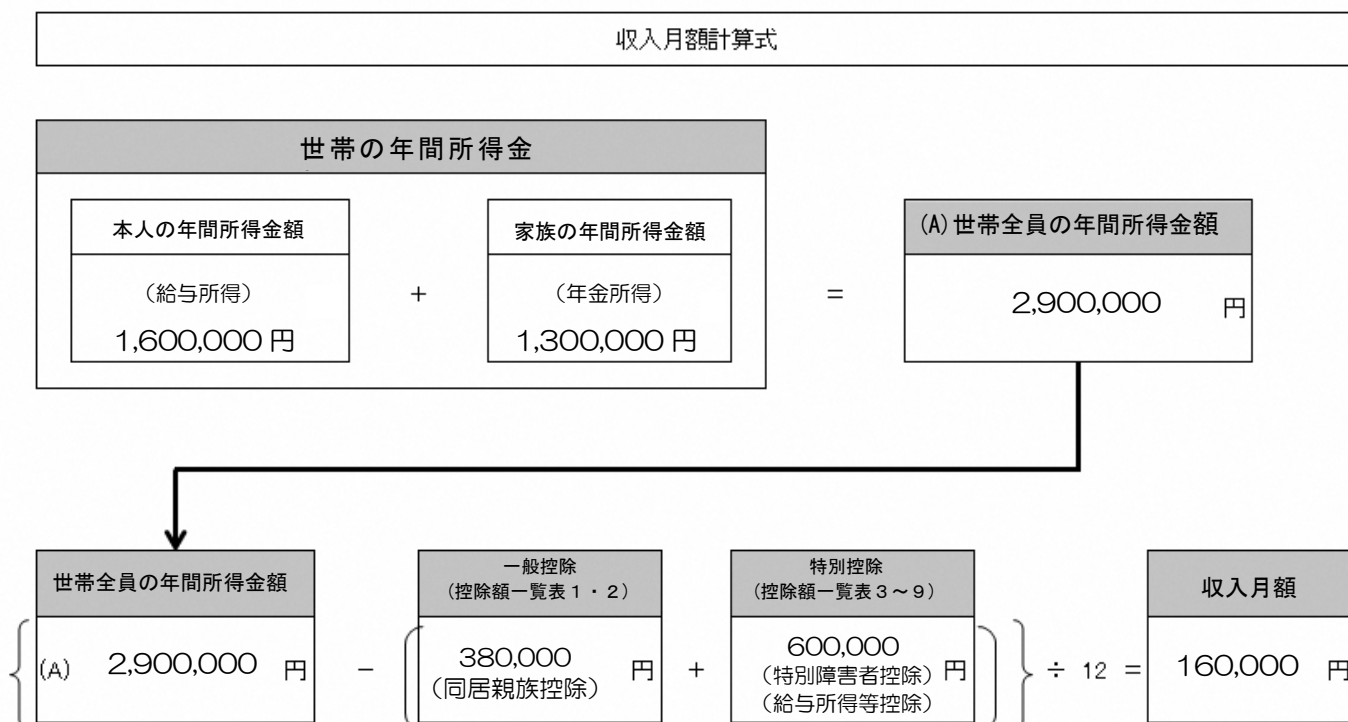 収入月額計算式
世帯の年間所得金
本人の年間所得金額
(給与所得)
1,600,000 円
+
家族の年間所得金額
(年金所得)
1,300,000 円
=
(A)世帯全員の年間所得金額
2,900,000 円
世帯全員の年間所得金額
(A) 2,900,000 円
-
一般控除
(控除額一覧表1・2)
380,000 円
(同居親族控除)
+
特別控除
(控除額一覧表3~9)
600,000
(特別障害者控除) 円
(給与所得等控除)
÷ 12 =
収入月額
160,000 円